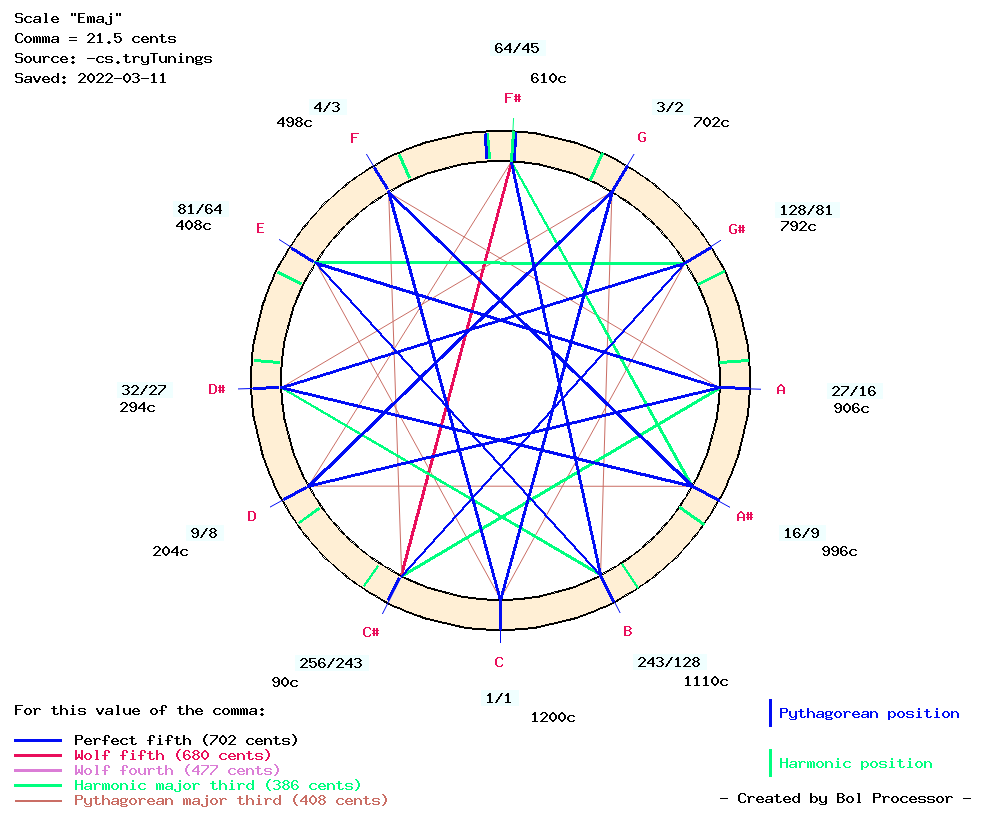 Scale "Emaj"
Comma = 21.5 cents
Source: -cs.tryTunings
Saved: 2022-03-11
64/45
610c
F#
4/3
498c
F
3/2
702c
G
81/64
408c
E
128/81
792c
G#
32/27
294c
D#
A
27/16
906c
D
9/8
204c
A#
16/9
996c
C#
256/243
90c
C
1/1
1200c
B
243/128
1110c
For this value of the comma:
Perfect fifth (702 cents)
Wolf fifth (680 cents)
Wolf fourth (477 cents)
Harmonic major third (386 cents)
Pythagorean major third (408 cents)
Pythagorean position
Harmonic position
- Created by Bol Processor -